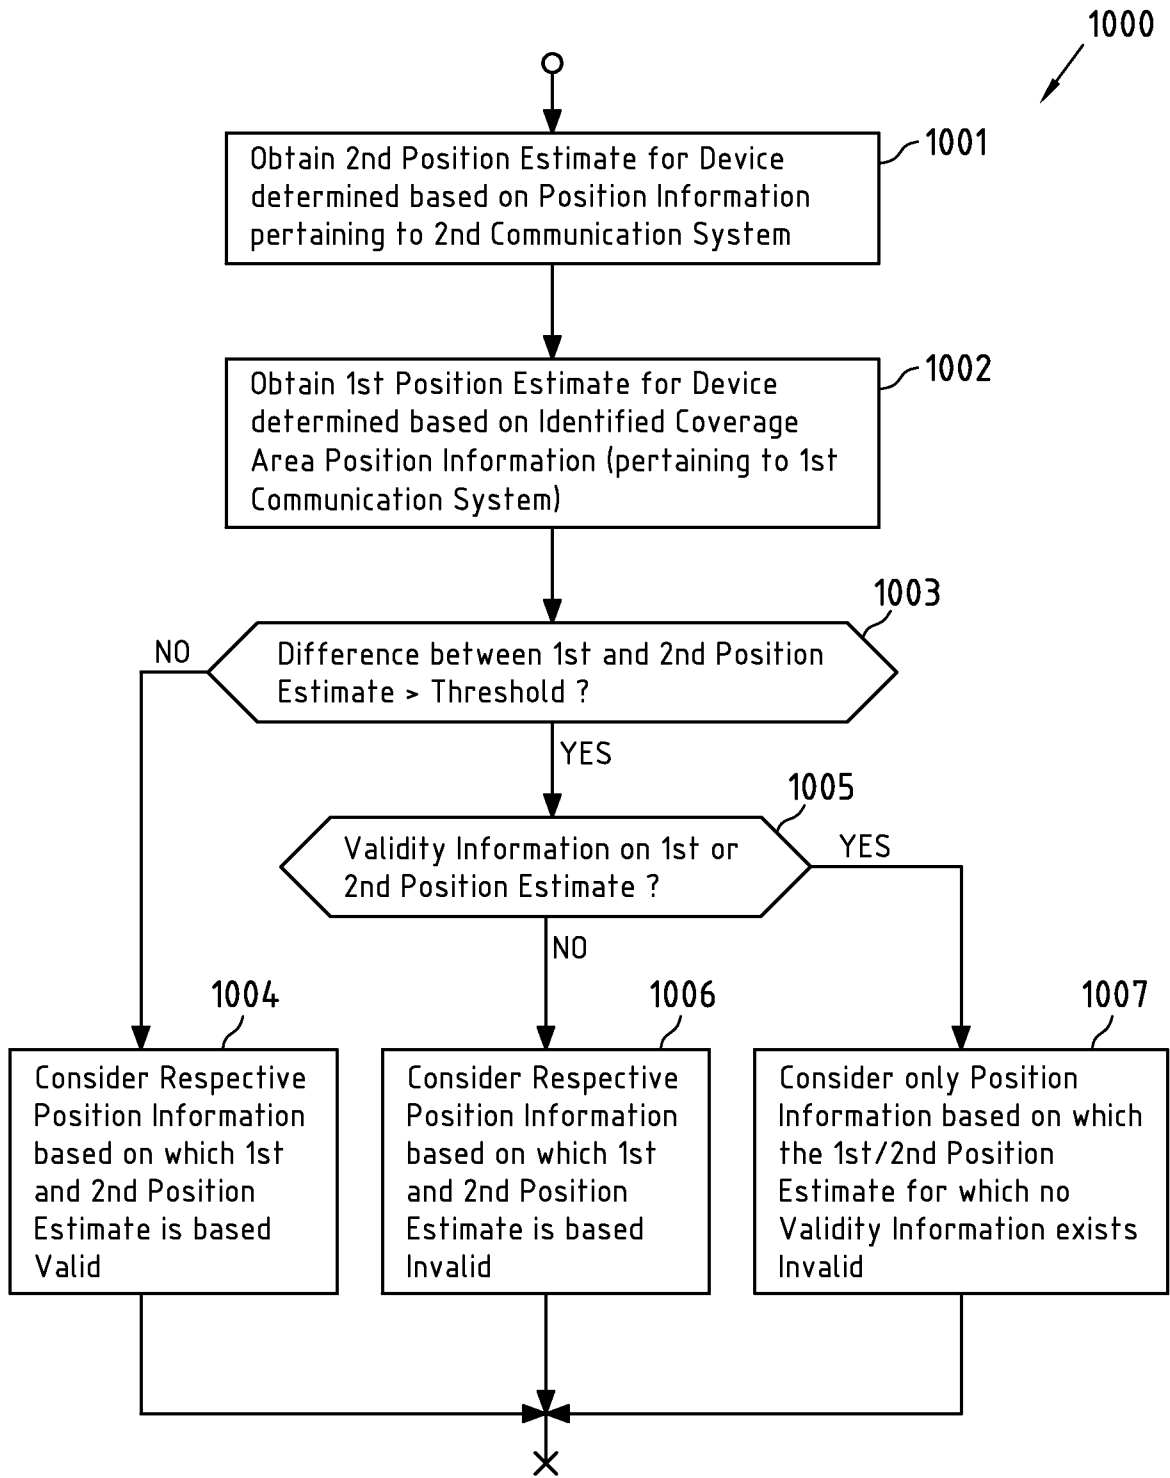 1000
1001
Obtain 2nd Position Estimate for Device
determined based on Position Information
pertaining to 2nd Communication System
1002
Obtain 1st Position Estimate for Device
determined based on Identified Coverage
Area Position Information (pertaining to 1st
Communication System)
1003
NO
Difference between 1st and 2nd Position
Estimate > Threshold ?
YES
1005
Validity Information on 1st or
2nd Position Estimate ?
YES
NO
1004
Consider Respective
Position Information
based on which 1st
and 2nd Position
Estimate is based
Valid
1006
Consider Respective
Position Information
based on which 1st
and 2nd Position
Estimate is based
Invalid
1007
Consider only Position
Information based on which
the 1st/2nd Position
Estimate for which no
Validity Information exists
Invalid